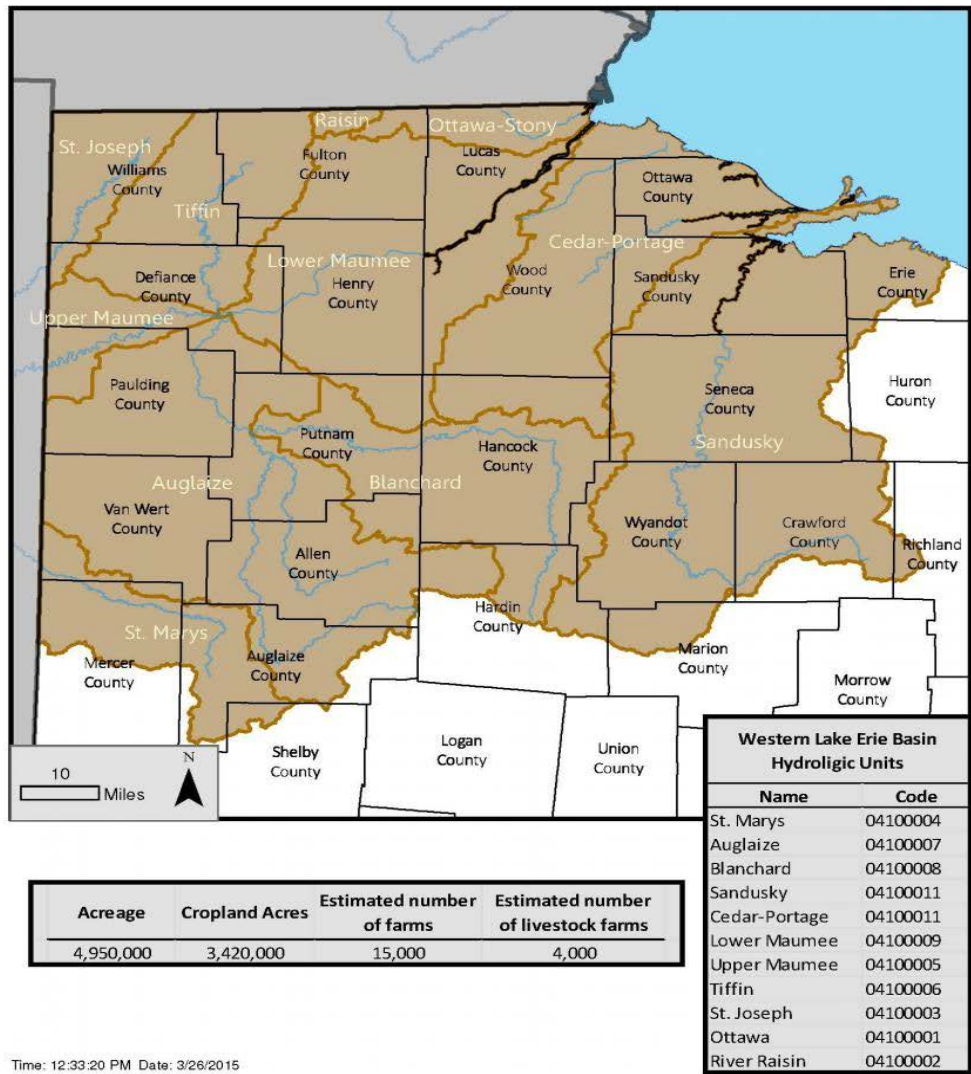 Raisin
Ottawa-Stony
St. Joseph
Williams
County
Fulton
County
Lucas
County
Ottawa
County
Tiffin
Cedar-Portage
Lower Maumee
Defiance
County
Henry
County
Wood
County
Sandusky
County
Erie
County
Upper Maumee
Paulding
County
Putnam
County
Hancock
County
Seneca
County
Huron
County
Sandusky
Auglaize
Blanchard
Van Wert
County
Allen
County
Wyandot
County
Crawford
County
Richland
County
St. Marys
Hardin
County
Mercer
County
Auglaize
County
Marion
County
Morrow
County
Shelby
County
Logan
County
Union
County
10
Miles
N
Western Lake Erie Basin
Hydroligic Units
Name Code
St. Marys 04100004
Auglaize 04100007
Blanchard 04100008
Sandusky 04100011
Cedar-Portage 04100011
Lower Maumee 04100009
Upper Maumee 04100005
Tiffin 04100006
St. Joseph 04100003
Ottawa 04100001
River Raisin 04100002
Acreage Cropland Acres Estimated number of farms Estimated number of livestock farms
4,950,000 3,420,000 15,000 4,000
Time: 12:33:20 PM Date: 3/26/2015